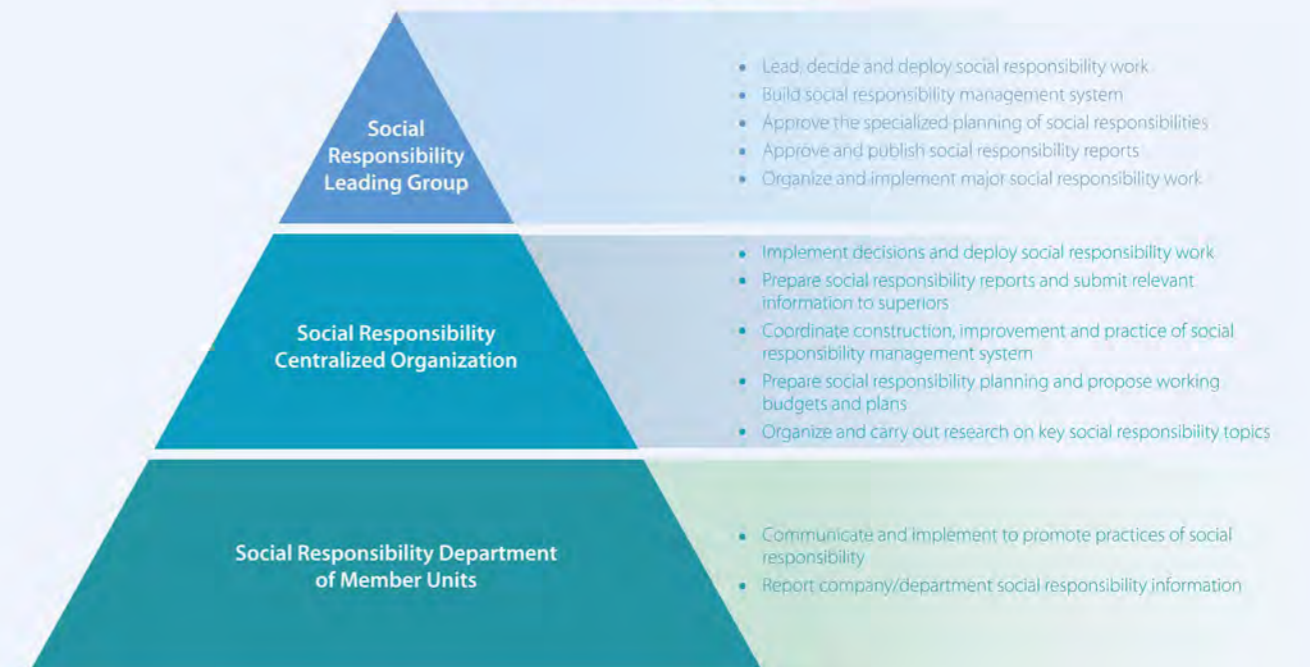 Social
Responsibility
Leading Group
• Lead, decide and deploy social responsibility work
• Build social responsibility management system
• Approve the specialized planning of social responsibilities
• Approve and publish social responsibility reports
• Organize and implement major social responsibility work
Social Responsibility
Centralized Organization
• Implement decisions and deploy social responsibility work
• Prepare social responsibility reports and submit relevant
information to superiors
• Coordinate construction, improvement and practice of social
responsibility management system
• Prepare social responsibility planning and propose working
budgets and plans
• Organize and carry out research on key social responsibility topics
Social Responsibility Department
of Member Units
• Communicate and implement to promote practices of social
responsibility
• Report company/department social responsibility information